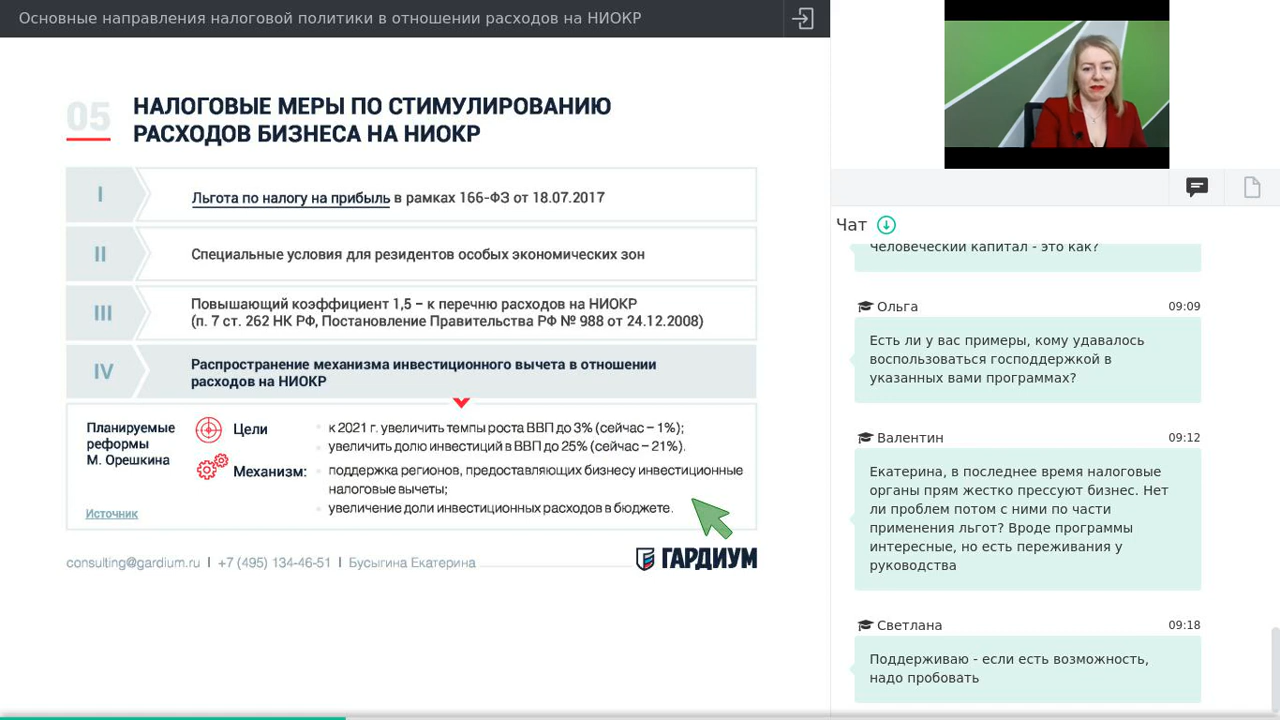 Основные направления налоговой политики в отношении расходов на НИОКР
05
НАЛОГОВЫЕ МЕРЫ ПО СТИМУЛИРОВАНИЮ
РАСХОДОВ БИЗНЕСА НА НИОКР
I
Льгота по налогу на прибыль в рамках 166-ФЗ от 18.07.2017
II
Специальные условия для резидентов особых экономических зон
III
Повышающий коэффициент 1,5 – к перечню расходов на НИОКР
(п. 7 ст. 262 НК РФ, Постановление Правительства РФ № 988 от 24.12.2008)
IV
Распространение механизма инвестиционного вычета в отношении
расходов на НИОКР
Планируемые
реформы
М. Орешкина
Источник
Цели
к 2021 г. увеличить темпы роста ВВП до 3% (сейчас – 1%);
увеличить долю инвестиций в ВВП до 25% (сейчас – 21%).
Механизм:
поддержка регионов, предоставляющих бизнесу инвестиционные
налоговые вычеты;
увеличение доли инвестиционных расходов в бюджете.
consulting@gardium.ru | +7 (495) 134-46-51 | Бусыгина Екатерина
ГАРДИУМ
Чат
Человеческий капитал - это как?
Ольга 09:09
Есть ли у вас примеры, кому удавалось
воспользоваться господдержкой в
указанных вами программах?
Валентин 09:12
Екатерина, в последнее время налоговые
органы прям жестко прессуют бизнес. Нет
ли проблем потом с ними по части
применения льгот? Вроде программы
интересные, но есть переживания у
руководства
Светлана 09:18
Поддерживаю - если есть возможность,
надо пробовать